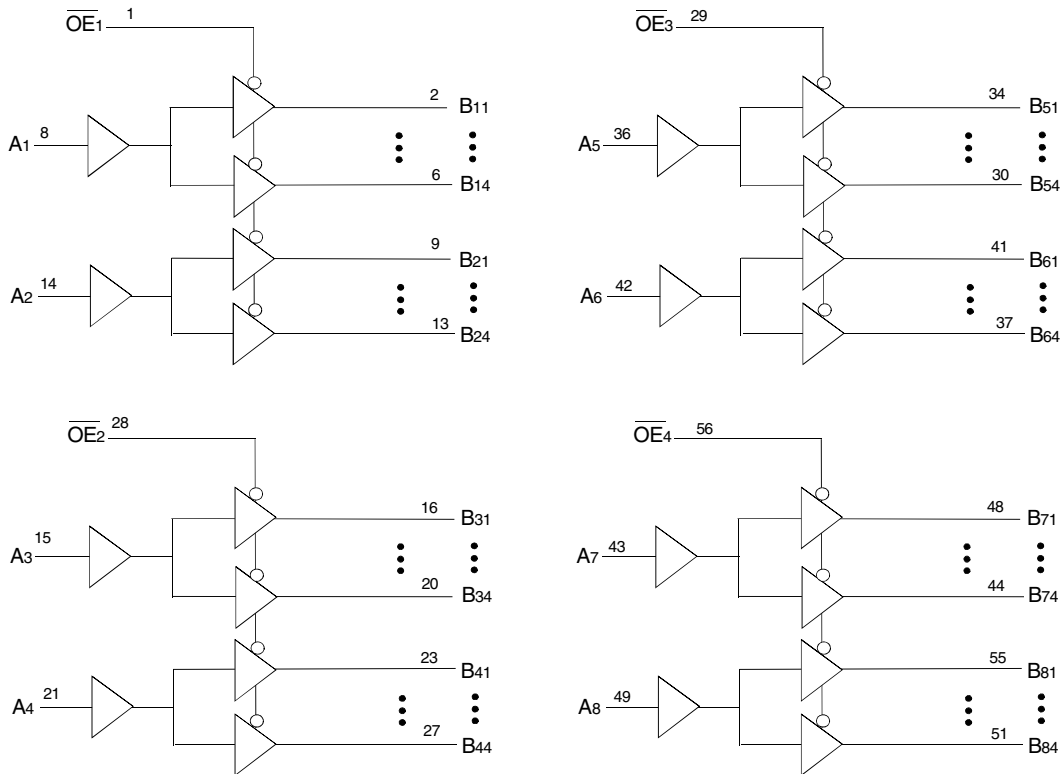 OE1 1
2 B11
A1 8
6 B14
9 B21
A2 14
13 B24
OE3 29
34 B51
A5 36
30 B54
41 B61
A6 42
37 B64
OE2 28
16 B31
A3 15
20 B34
23 B41
A4 21
27 B44
OE4 56
48 B71
A7 43
44 B74
55 B81
A8 49
51 B84